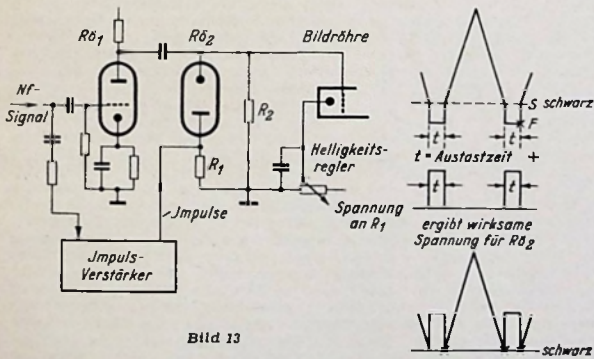 Rö₁
Rö₂
Bildröhre
Nf-
Signal
R₂
Helligkeits-
regler
R₁
Jmpulse
Spannung
an R₁
Jmpuls-
Verstärker
Bild 13
S schwarz
F
t
t
t = Austastzeit +
t
t
ergibt wirksame
Spannung für Rö₂
schwarz